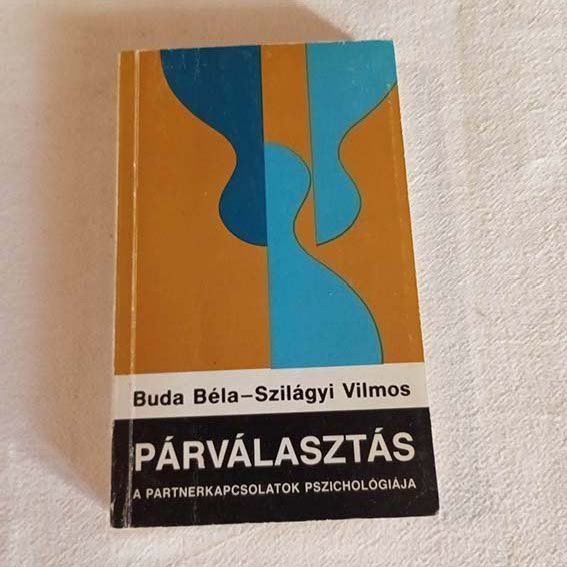 Buda Béla–Szilágyi Vilmos
PÁRVÁLASZTÁS
A PARTNERKAPCSOLATOK PSZICHOLÓGIÁJA